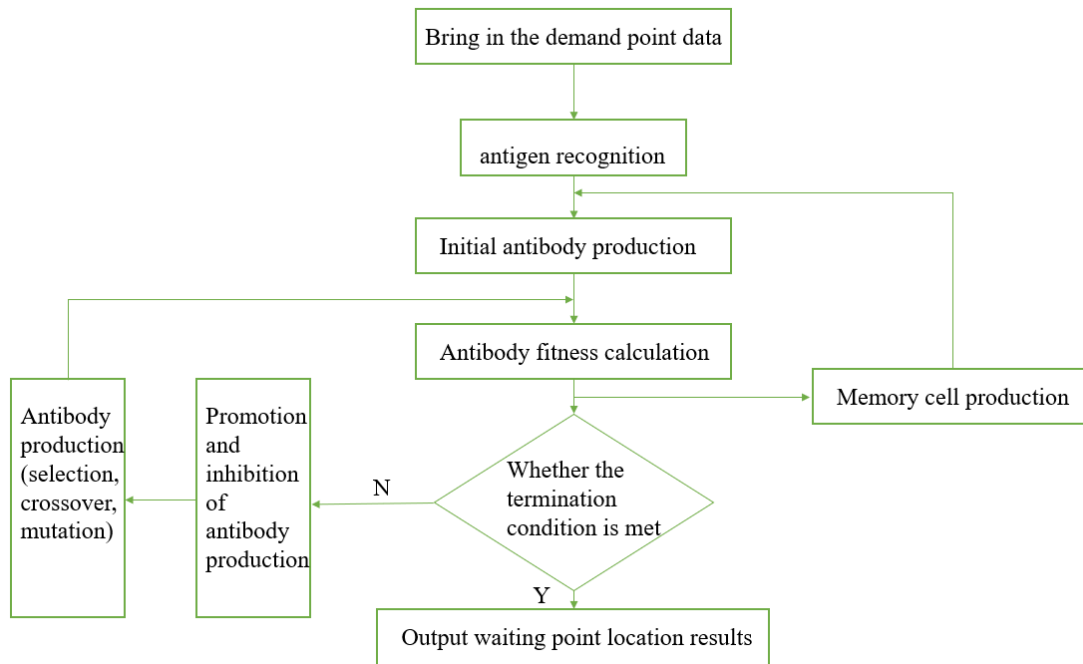 Bring in the demand point data
antigen recognition
Initial antibody production
Antibody fitness calculation
Memory cell production
Antibody
production
(selection,
crossover,
mutation)
Promotion
and
inhibition
of
antibody
production
N
Whether the
termination
condition is met
Y
Output waiting point location results